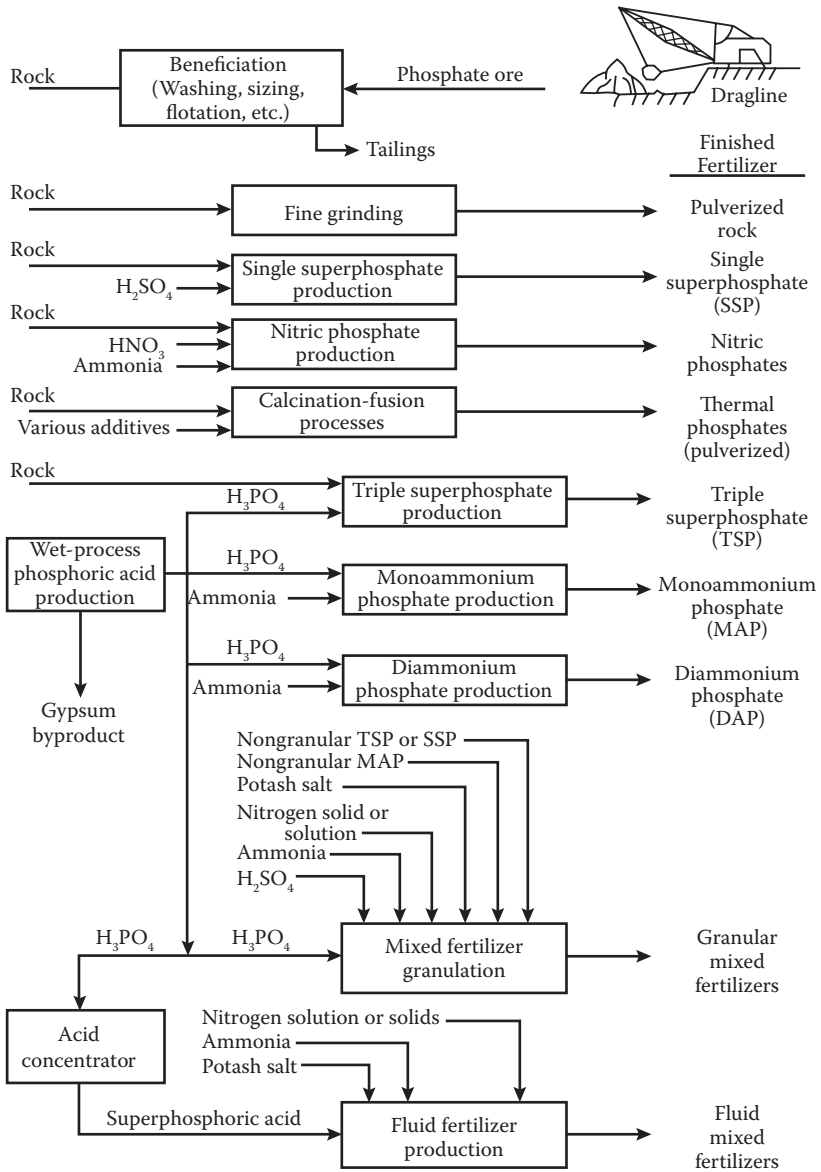 Rock
Beneficiation
(Washing, sizing,
flotation, etc.)
Phosphate ore
Dragline
Tailings
Finished
Fertilizer
Rock
Fine grinding
Pulverized
rock
Rock
H₂SO₄
Single superphosphate
production
Single
superphosphate
(SSP)
Rock
HNO₃
Ammonia
Nitric phosphate
production
Nitric
phosphates
Rock
Various additives
Calcination-fusion
processes
Thermal
phosphates
(pulverized)
Rock
H₃PO₄
Triple superphosphate
production
Triple
superphosphate
(TSP)
Wet-process
phosphoric acid
production
H₃PO₄
Ammonia
Monoammonium
phosphate production
Monoammonium
phosphate
(MAP)
H₃PO₄
Ammonia
Diammonium
phosphate production
Diammonium
phosphate
(DAP)
Gypsum
byproduct
Nongranular TSP or SSP
Nongranular MAP
Potash salt
Nitrogen solid or
solution
Ammonia
H₂SO₄
H₃PO₄
H₃PO₄
Mixed fertilizer
granulation
Granular
mixed
fertilizers
Acid
concentrator
Nitrogen solution or solids
Ammonia
Potash salt
Superphosphoric acid
Fluid fertilizer
production
Fluid
mixed
fertilizers